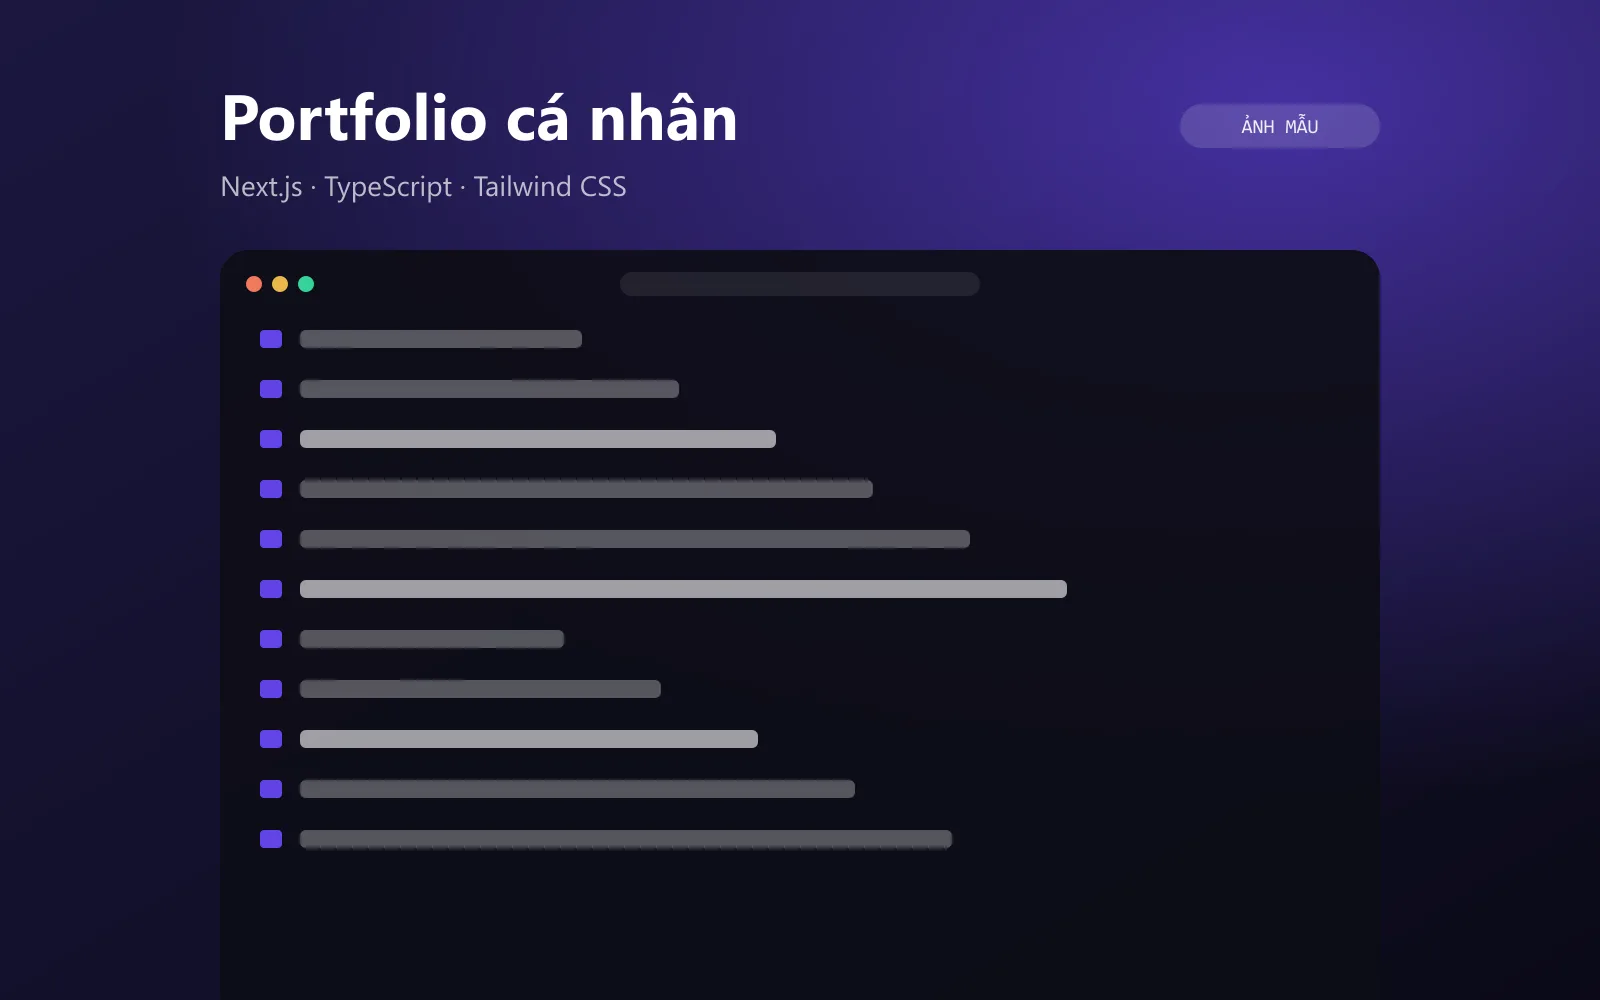 Portfolio cá nhân
ẢNH MẪU
Next.js · TypeScript · Tailwind CSS